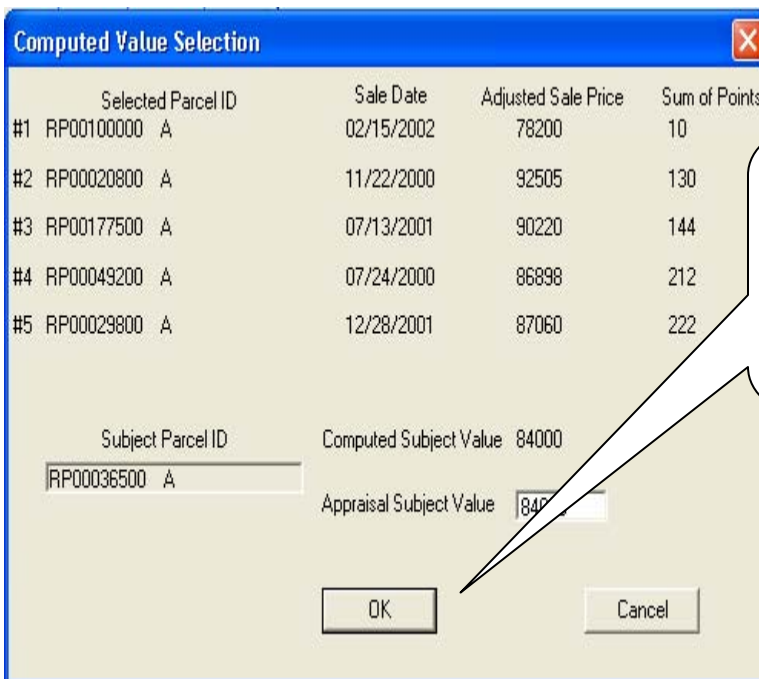 Computed Value Selection
Selected Parcel ID Sale Date Adjusted Sale Price Sum of Points
#1 RP00100000 A 02/15/2002 78200 10
#2 RP00020800 A 11/22/2000 92505 130
#3 RP00177500 A 07/13/2001 90220 144
#4 RP00049200 A 07/24/2000 86898 212
#5 RP00029800 A 12/28/2001 87060 222
Subject Parcel ID Computed Subject Value 84000
RP00036500 A
Appraisal Subject Value
OK Cancel